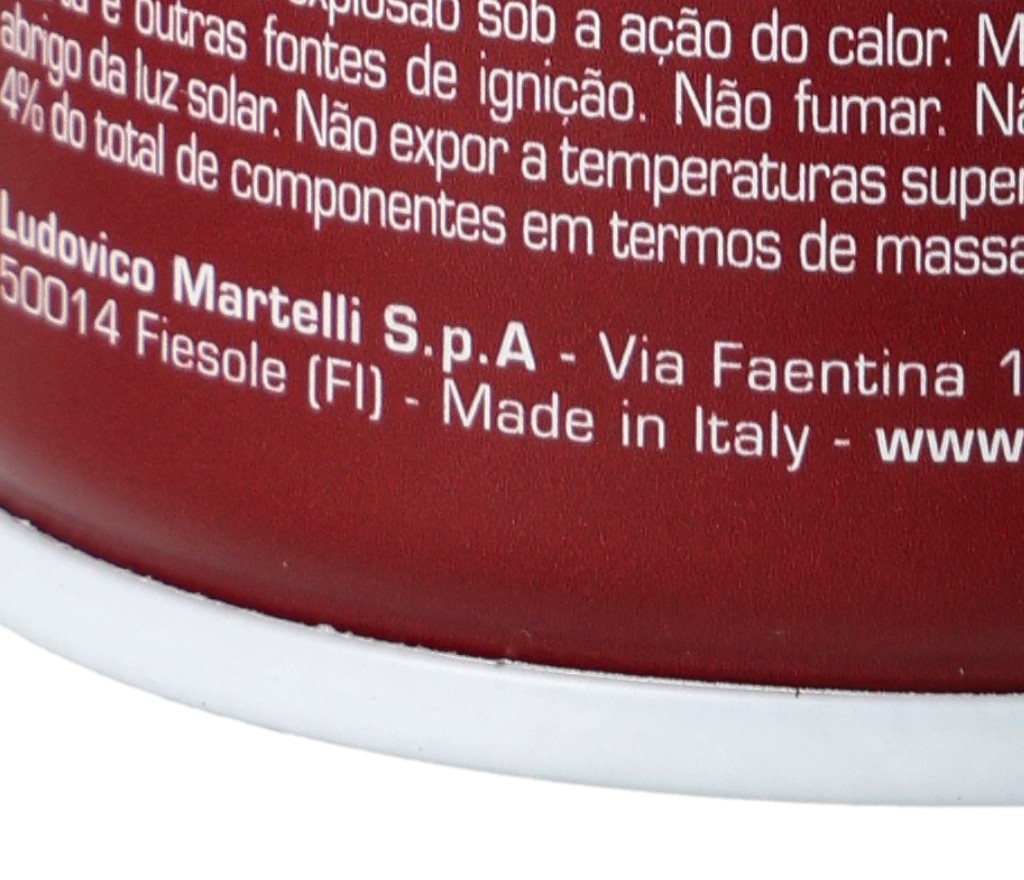 explosão sob a ação do calor. M
e outras fontes de ignição. Não fumar. Nã
abrigo da luz solar. Não expor a temperaturas super
4% do total de componentes em termos de massa
Ludovico Martelli S.p.A - Via Faentina 1
50014 Fiesole (FI) - Made in Italy - www.